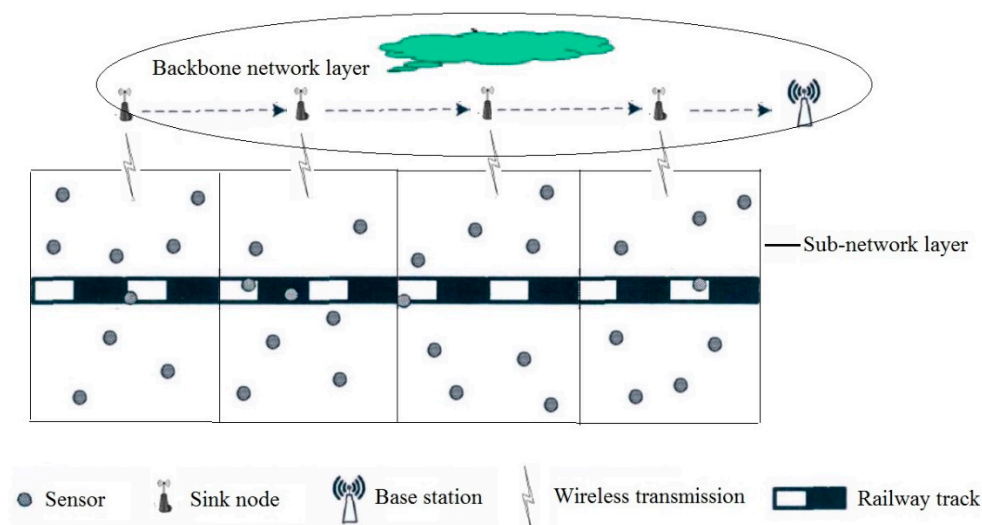 Backbone network layer
Sub-network layer
Sensor
Sink node
Base station
Wireless transmission
Railway track